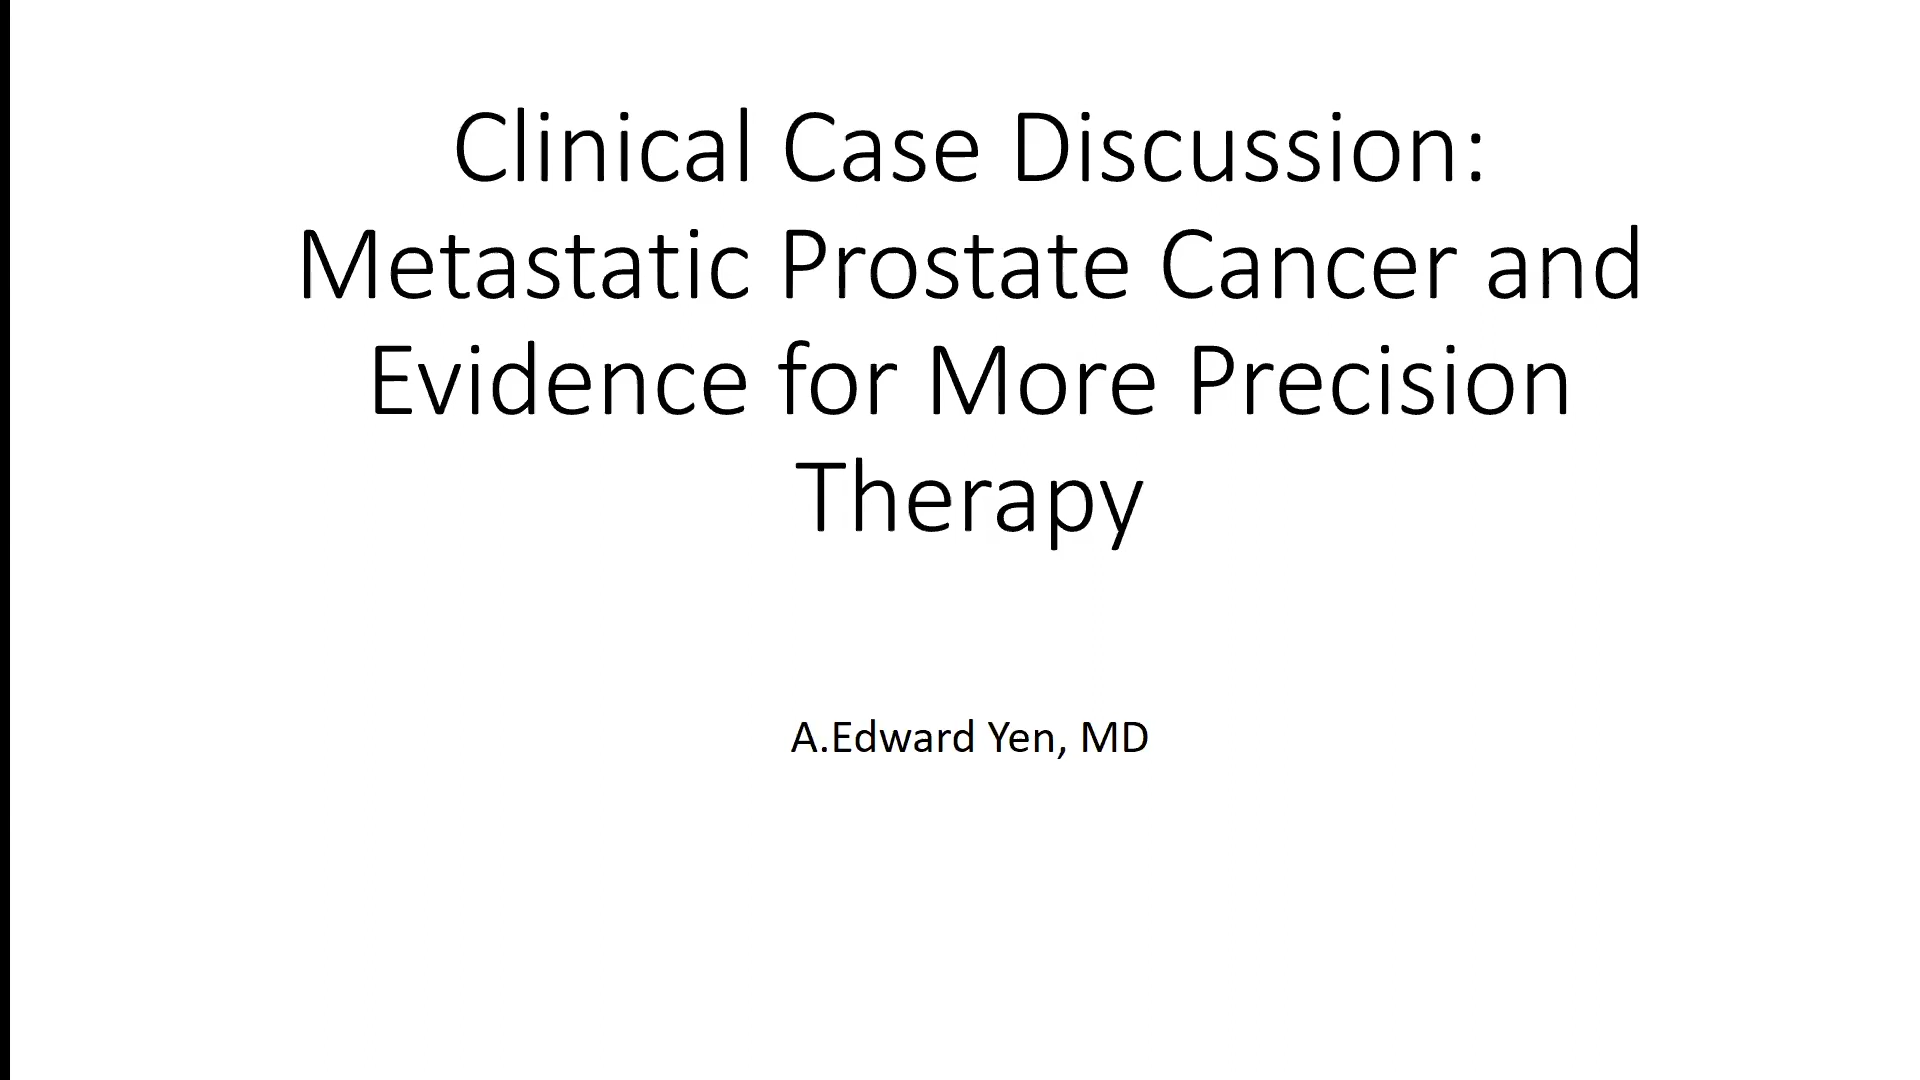 Clinical Case Discussion:
Metastatic Prostate Cancer and
Evidence for More Precision
Therapy
A.Edward Yen, MD